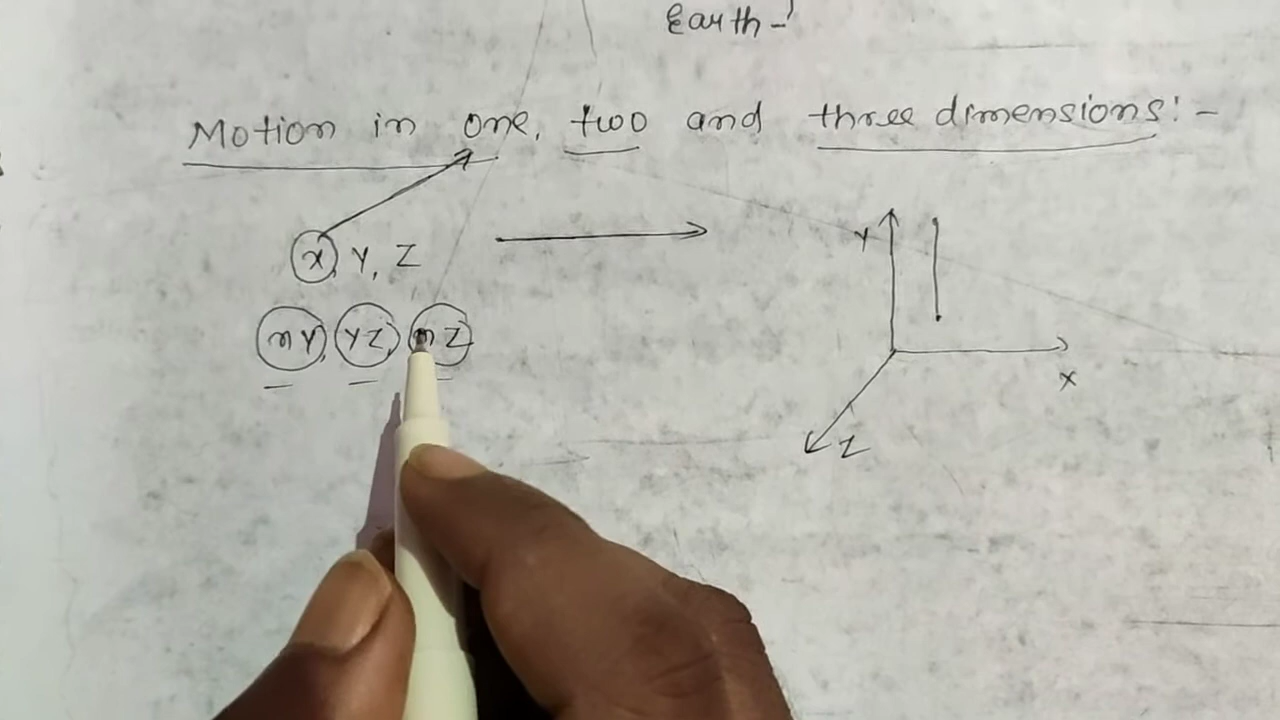 Earth -'
Motion in one, two and three dimensions:-
x, Y, Z
xY, YZ, xZ
Y
X
Z